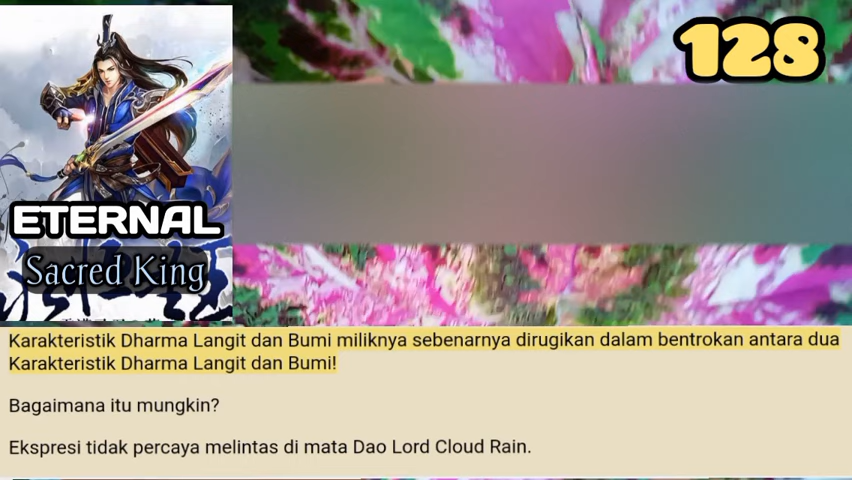 128
ETERNAL
Sacred King
Karakteristik Dharma Langit dan Bumi miliknya sebenarnya dirugikan dalam bentrokan antara dua
Karakteristik Dharma Langit dan Bumi!
Bagaimana itu mungkin?
Ekspresi tidak percaya melintas di mata Dao Lord Cloud Rain.